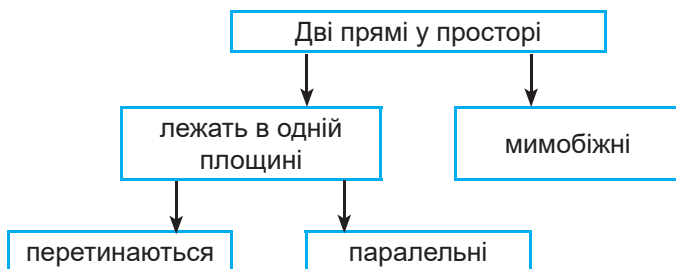 Дві прямі у просторі
лежать в одній
площині
мимобіжні
перетинаються
паралельні